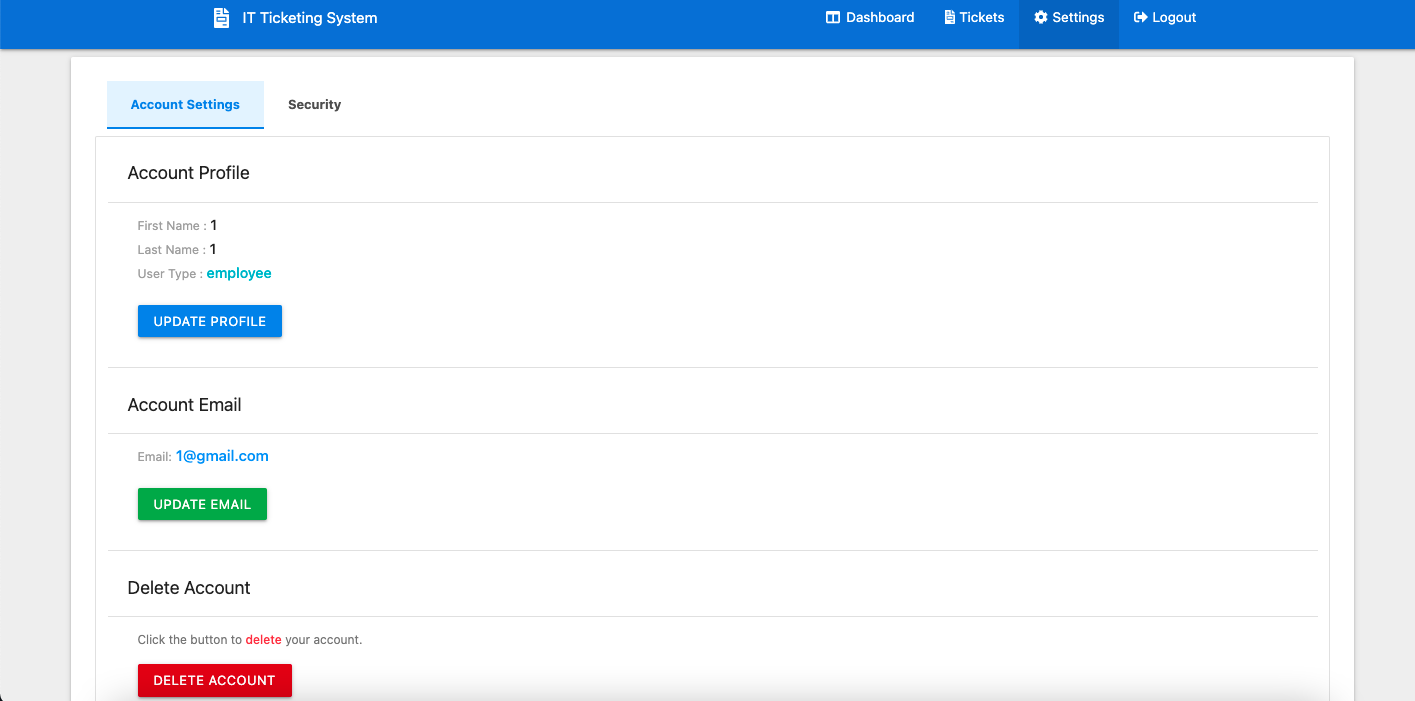 IT Ticketing System Dashboard Tickets Settings Logout
Account Settings Security
Account Profile
First Name : 1
Last Name : 1
User Type : employee
UPDATE PROFILE
Account Email
Email: 1@gmail.com
UPDATE EMAIL
Delete Account
Click the button to delete your account.
DELETE ACCOUNT